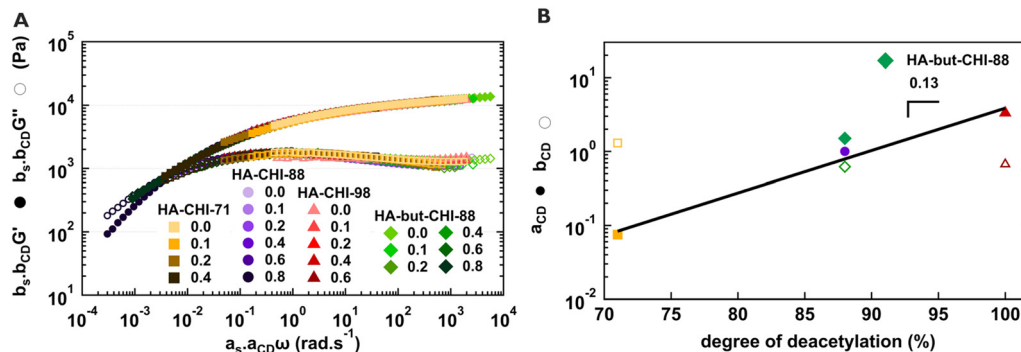 A
b_s.b_CDG' ● b_s.b_CDG'' ○ (Pa)
10^5
10^4
10^3
10^2
10^1
10^-4 10^-3 10^-2 10^-1 10^0 10^1 10^2 10^3 10^4
a_s.a_CDω (rad.s^-1)
HA-CHI-71
0.0
0.1
0.2
0.4
HA-CHI-88
0.0
0.1
0.2
0.4
0.6
0.8
HA-CHI-98
0.0
0.1
0.2
0.4
0.6
HA-but-CHI-88
0.0 0.4
0.1 0.6
0.2 0.8
B
a_CD ● b_CD ○
10^1
10^0
10^-1
10^-2
70 75 80 85 90 95 100
degree of deacetylation (%)
HA-but-CHI-88
0.13